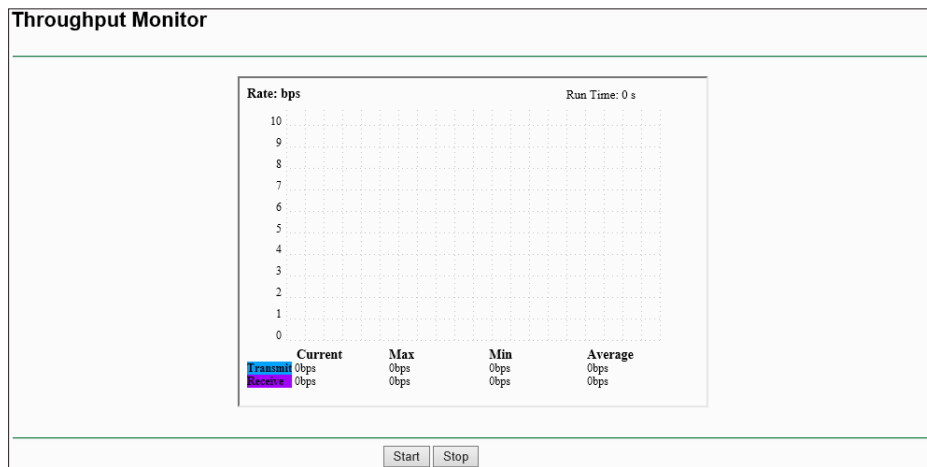 Throughput Monitor
Rate: bps Run Time: 0 s
10
9
8
7
6
5
4
3
2
1
0
Current Max Min Average
Transmit 0bps 0bps 0bps 0bps
Receive 0bps 0bps 0bps 0bps
Start Stop